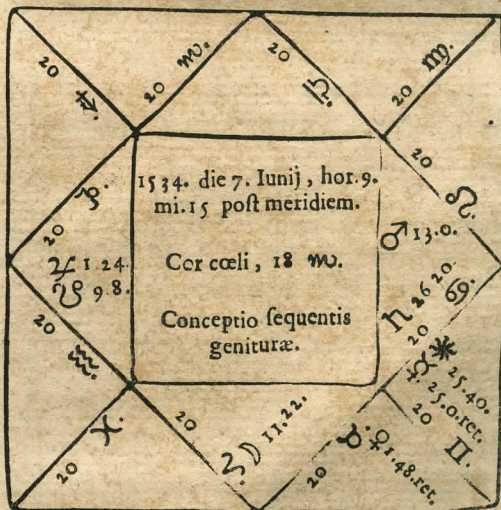 20 ♐.
20 ♏.
20 ♎.
20 ♍.
1534. die 7. Iunij, hor. 9.
mi. 15 poſt meridiem.
Cor cœli, 18 ♏.
Conceptio ſequentis
genituræ.
20 ♑.
♃ 1.24.
☊ 9.8.
20 ♒.
20 ♓.
20 ♈ ☽ 11.22.
20 ♉ ♀ 1.48. ret.
20 ♊.
☉ 25.40.
☿ 25.0. ret.
20 ♋.
♄ 26 20.
♂ 13.0.
20 ♌.